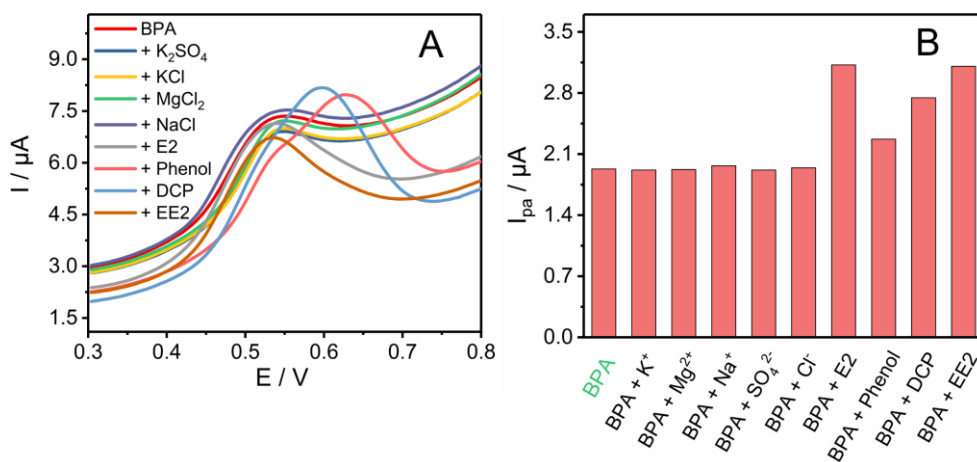 A
BPA
+ K₂SO₄
+ KCl
+ MgCl₂
+ NaCl
+ E2
+ Phenol
+ DCP
+ EE2
I / µA
9.0
7.5
6.0
4.5
3.0
1.5
0.3
0.4
0.5
0.6
0.7
0.8
E / V
B
Iₚₐ / µA
3.5
2.8
2.1
1.4
0.7
0.0
BPA
BPA + K⁺
BPA + Mg²⁺
BPA + Na⁺
BPA + SO₄²⁻
BPA + Cl⁻
BPA + E2
BPA + Phenol
BPA + DCP
BPA + EE2